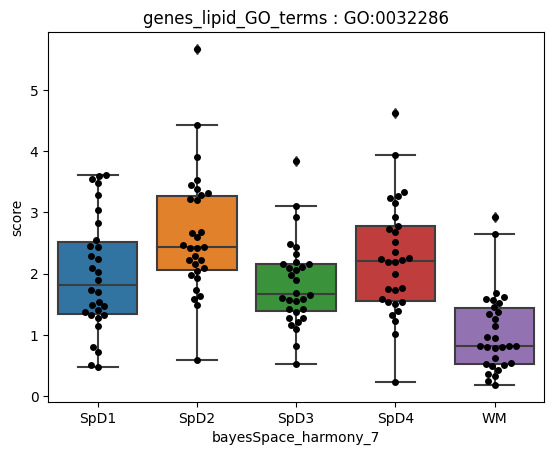 genes_lipid_GO_terms : GO:0032286
score
5
4
3
2
1
0
SpD1 SpD2 SpD3 SpD4 WM
bayesSpace_harmony_7